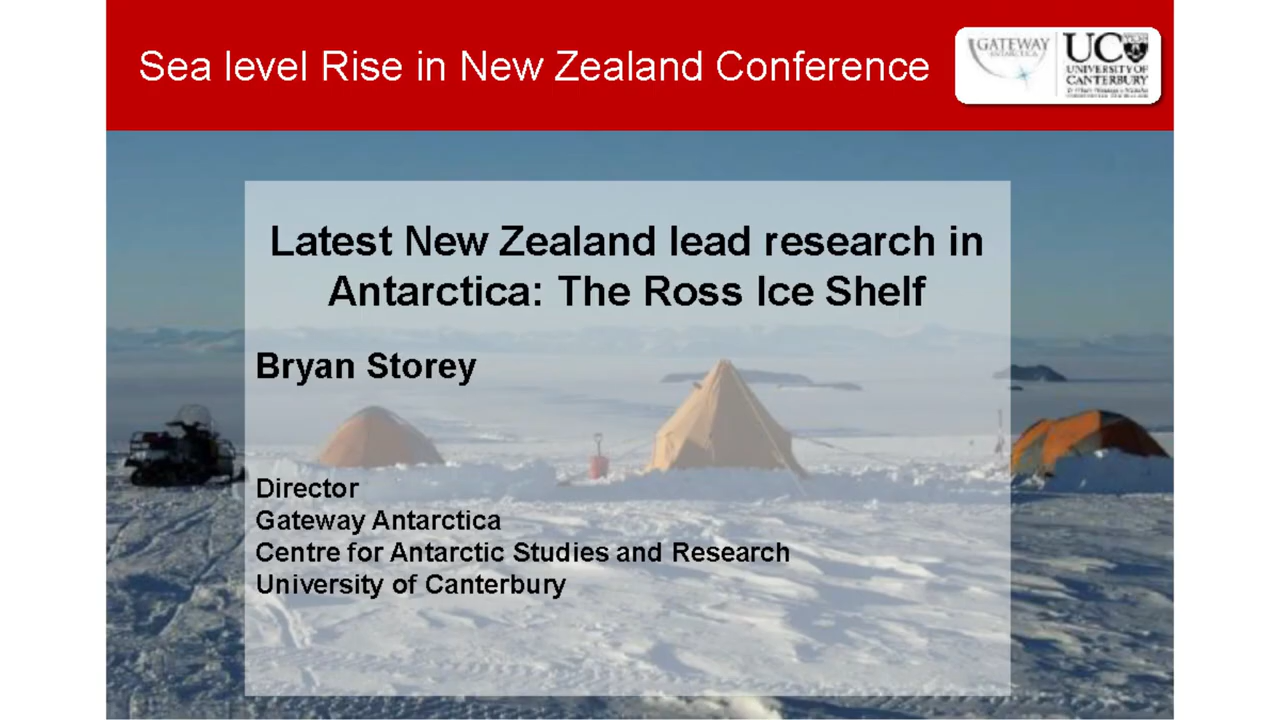 Sea level Rise in New Zealand Conference
GATEWAY
ANTARCTICA
UC
UNIVERSITY OF
CANTERBURY
Latest New Zealand lead research in
Antarctica: The Ross Ice Shelf
Bryan Storey
Director
Gateway Antarctica
Centre for Antarctic Studies and Research
University of Canterbury